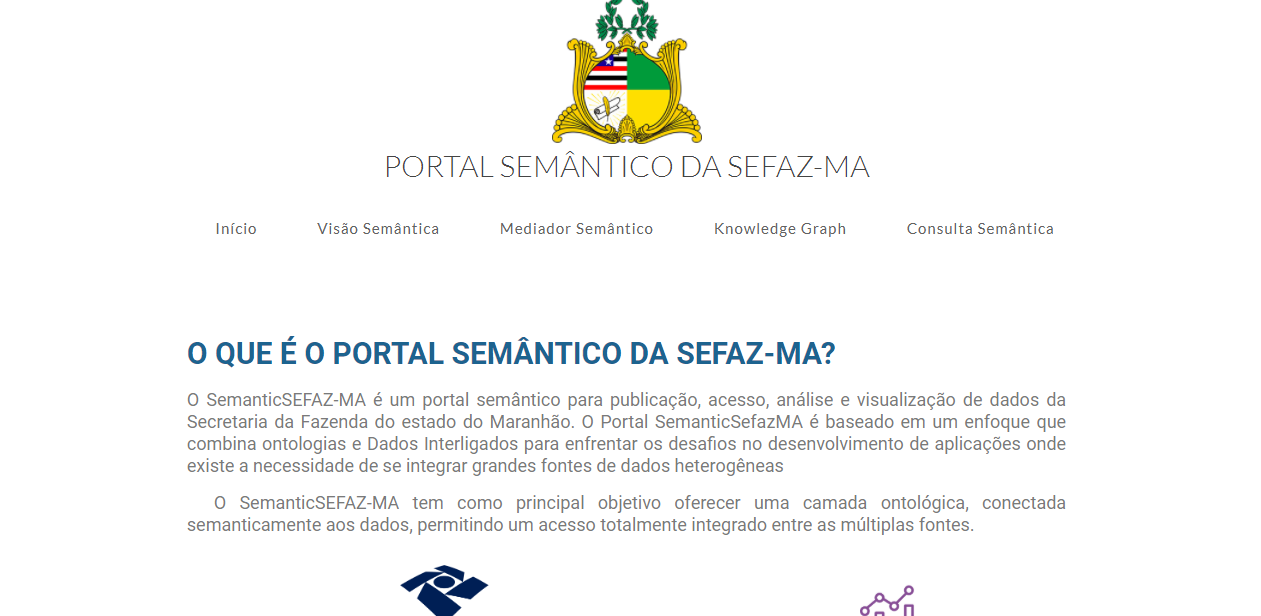 PORTAL SEMÂNTICO DA SEFAZ-MA
Início Visão Semântica Mediador Semântico Knowledge Graph Consulta Semântica
O QUE É O PORTAL SEMÂNTICO DA SEFAZ-MA?
O SemanticSEFAZ-MA é um portal semântico para publicação, acesso, análise e visualização de dados da
Secretaria da Fazenda do estado do Maranhão. O Portal SemanticSefazMA é baseado em um enfoque que
combina ontologias e Dados Interligados para enfrentar os desafios no desenvolvimento de aplicações onde
existe a necessidade de se integrar grandes fontes de dados heterogêneas
O SemanticSEFAZ-MA tem como principal objetivo oferecer uma camada ontológica, conectada
semanticamente aos dados, permitindo um acesso totalmente integrado entre as múltiplas fontes.